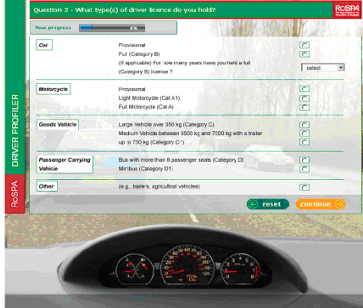 Question 2 - What type(s) of driver licence do you hold?
RoSPA
Test progress
Car
Provisional
Full (Category B)
(If applicable) For how many years have you held a full
(Category B) licence ?
select
Motorcycle
Provisional
Light Motorcycle (Cat A1)
Full Motorcycle (Cat A)
Goods Vehicle
Large Vehicle over 350 kg (Category C)
Medium Vehicle between 3500 kg and 7500 kg with a trailer
up to 750 kg (Category C1)
Passenger Carrying
Vehicle
Bus with more than 8 passenger seats (Category D)
Minibus (Category D1)
Other
(e.g., trailers, agricultural vehicles)
reset
continue
DRIVER PROFILER
RoSPA